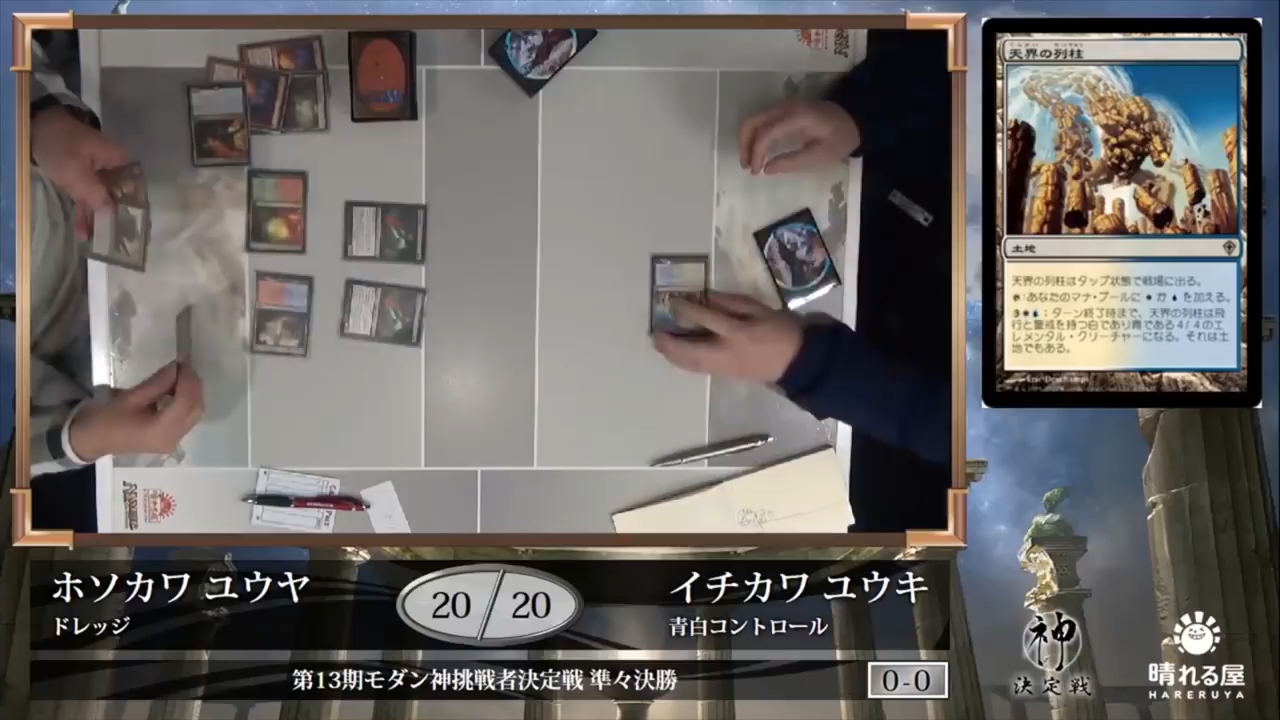 天界の列柱
土地
天界の列柱はタップ状態で戦場に出る。
:あなたのマナ・プールに か を加える。
:ターン終了時まで、天界の列柱は飛
行と警戒を持つ白であり青である4/4のエ
レメンタル・クリーチャーになる。それは土
地でもある。
ホソカワ ユウヤ
ドレッジ
20/20
イチカワ ユウキ
青白コントロール
第13期モダン神挑戦者決定戦 準々決勝
0-0
神
決定戦
晴れる屋
HARERUYA